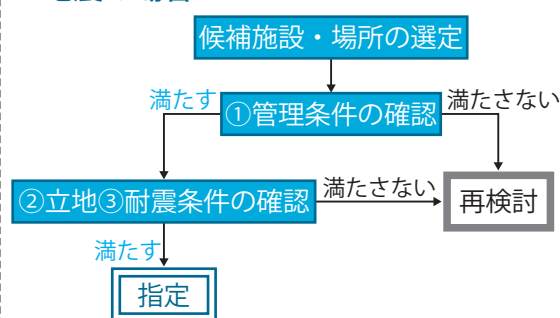 候補施設・場所の選定
満たす
①管理条件の確認
満たさない
②立地③耐震条件の確認
満たさない
再検討
満たす
指定